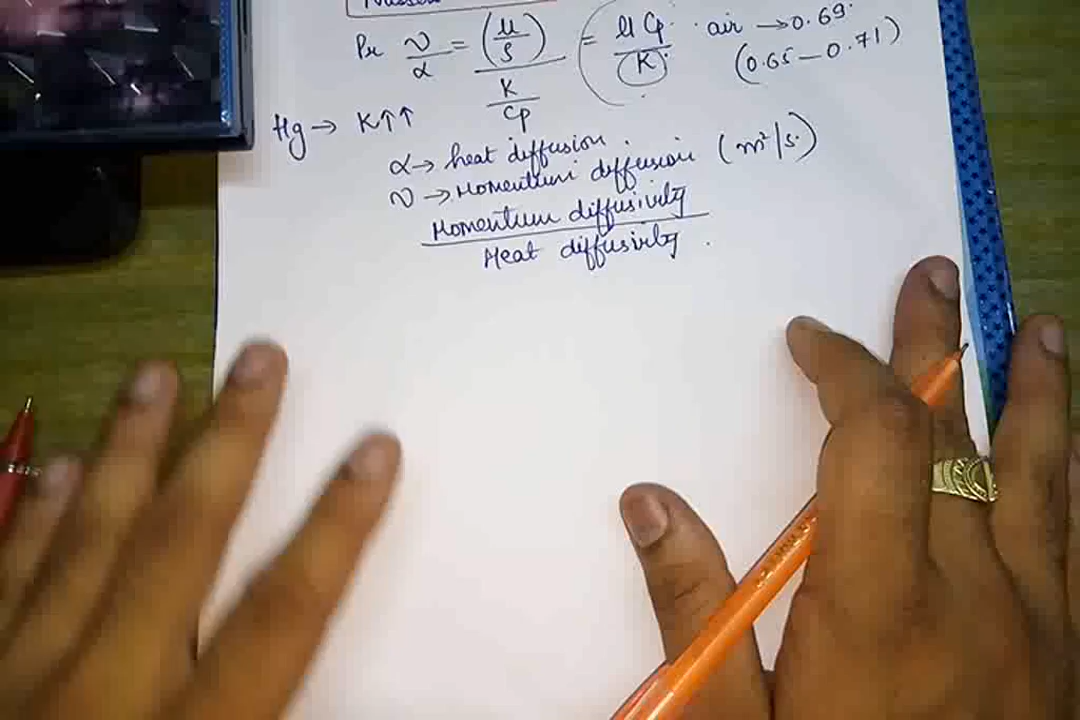 Pr ν/α = (μ/ρ) / (K/Cp) = (μ Cp / K) air → 0.69
(0.65 – 0.71)
Hg → K↑↑
α → heat diffusion.
ν → Momentum diffusion (m²/s)
Momentum diffusivity
Heat diffusivity.